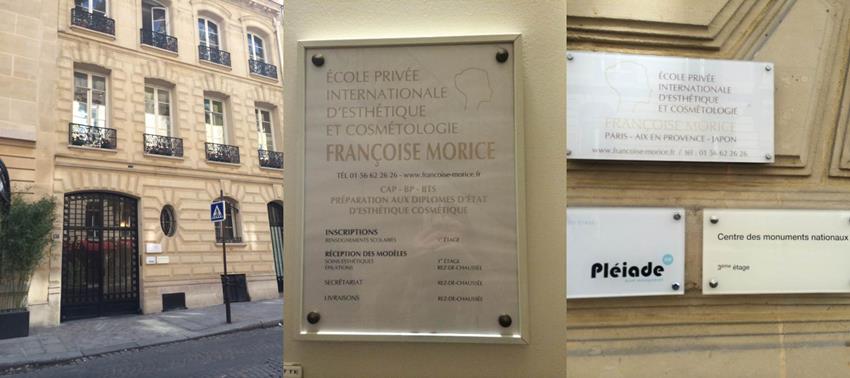 ÉCOLE PRIVÉE
INTERNATIONALE
D'ESTHÉTIQUE
ET COSMÉTOLOGIE
FRANÇOISE MORICE
TÉL 01 56 62 26 26 - www.francoise-morice.fr
CAP - BP - BTS
PRÉPARATION AUX DIPLOMES D'ÉTAT
D'ESTHÉTIQUE COSMÉTIQUE
INSCRIPTIONS
RENSEIGNEMENTS SCOLAIRES 1er ÉTAGE
RÉCEPTION DES MODÈLES
SOINS ESTHÉTIQUES 1er ÉTAGE
ÉPILATIONS REZ-DE-CHAUSSÉE
SECRÉTARIAT REZ-DE-CHAUSSÉE
LIVRAISONS REZ-DE-CHAUSSÉE
ÉCOLE PRIVÉE
INTERNATIONALE
D'ESTHÉTIQUE
ET COSMÉTOLOGIE
FRANÇOISE MORICE
PARIS - AIX EN PROVENCE - JAPON
www.francoise-morice.fr / tél : 01 56 62 26 26
Pléiade
Centre des monuments nationaux
3ème étage